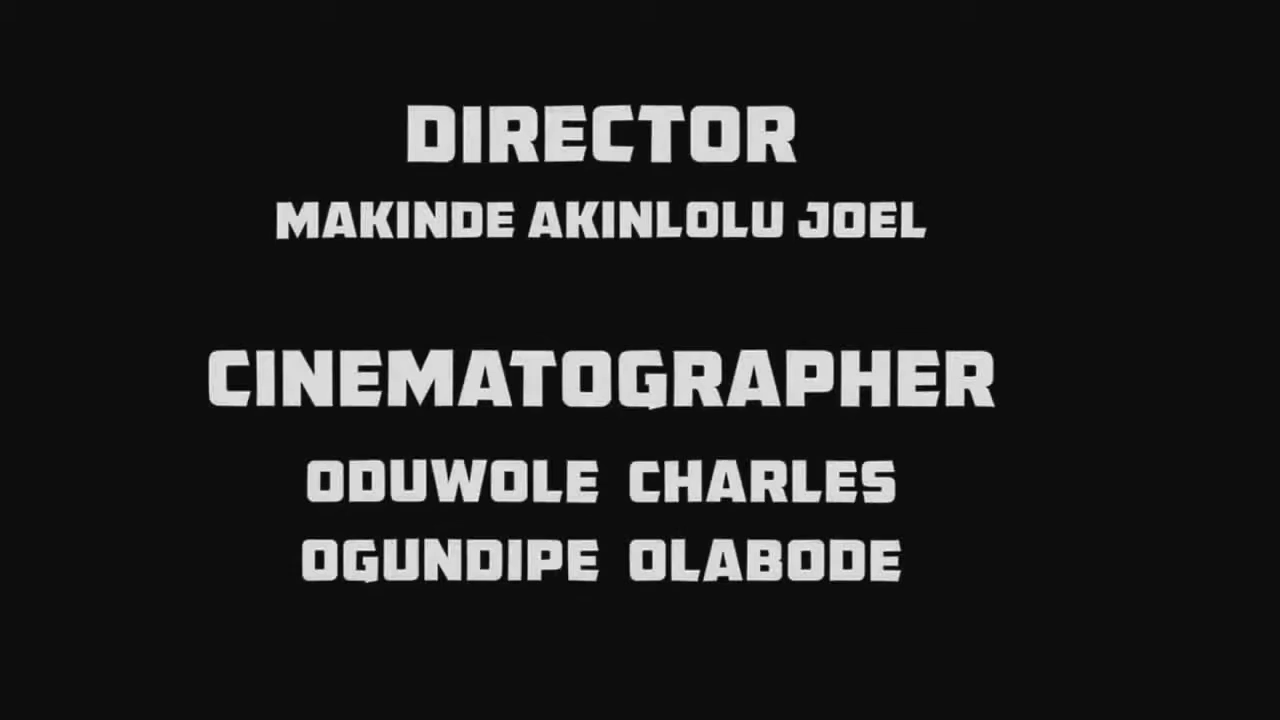 DIRECTOR
MAKINDE AKINLOLU JOEL
CINEMATOGRAPHER
ODUWOLE CHARLES
OGUNDIPE OLABODE